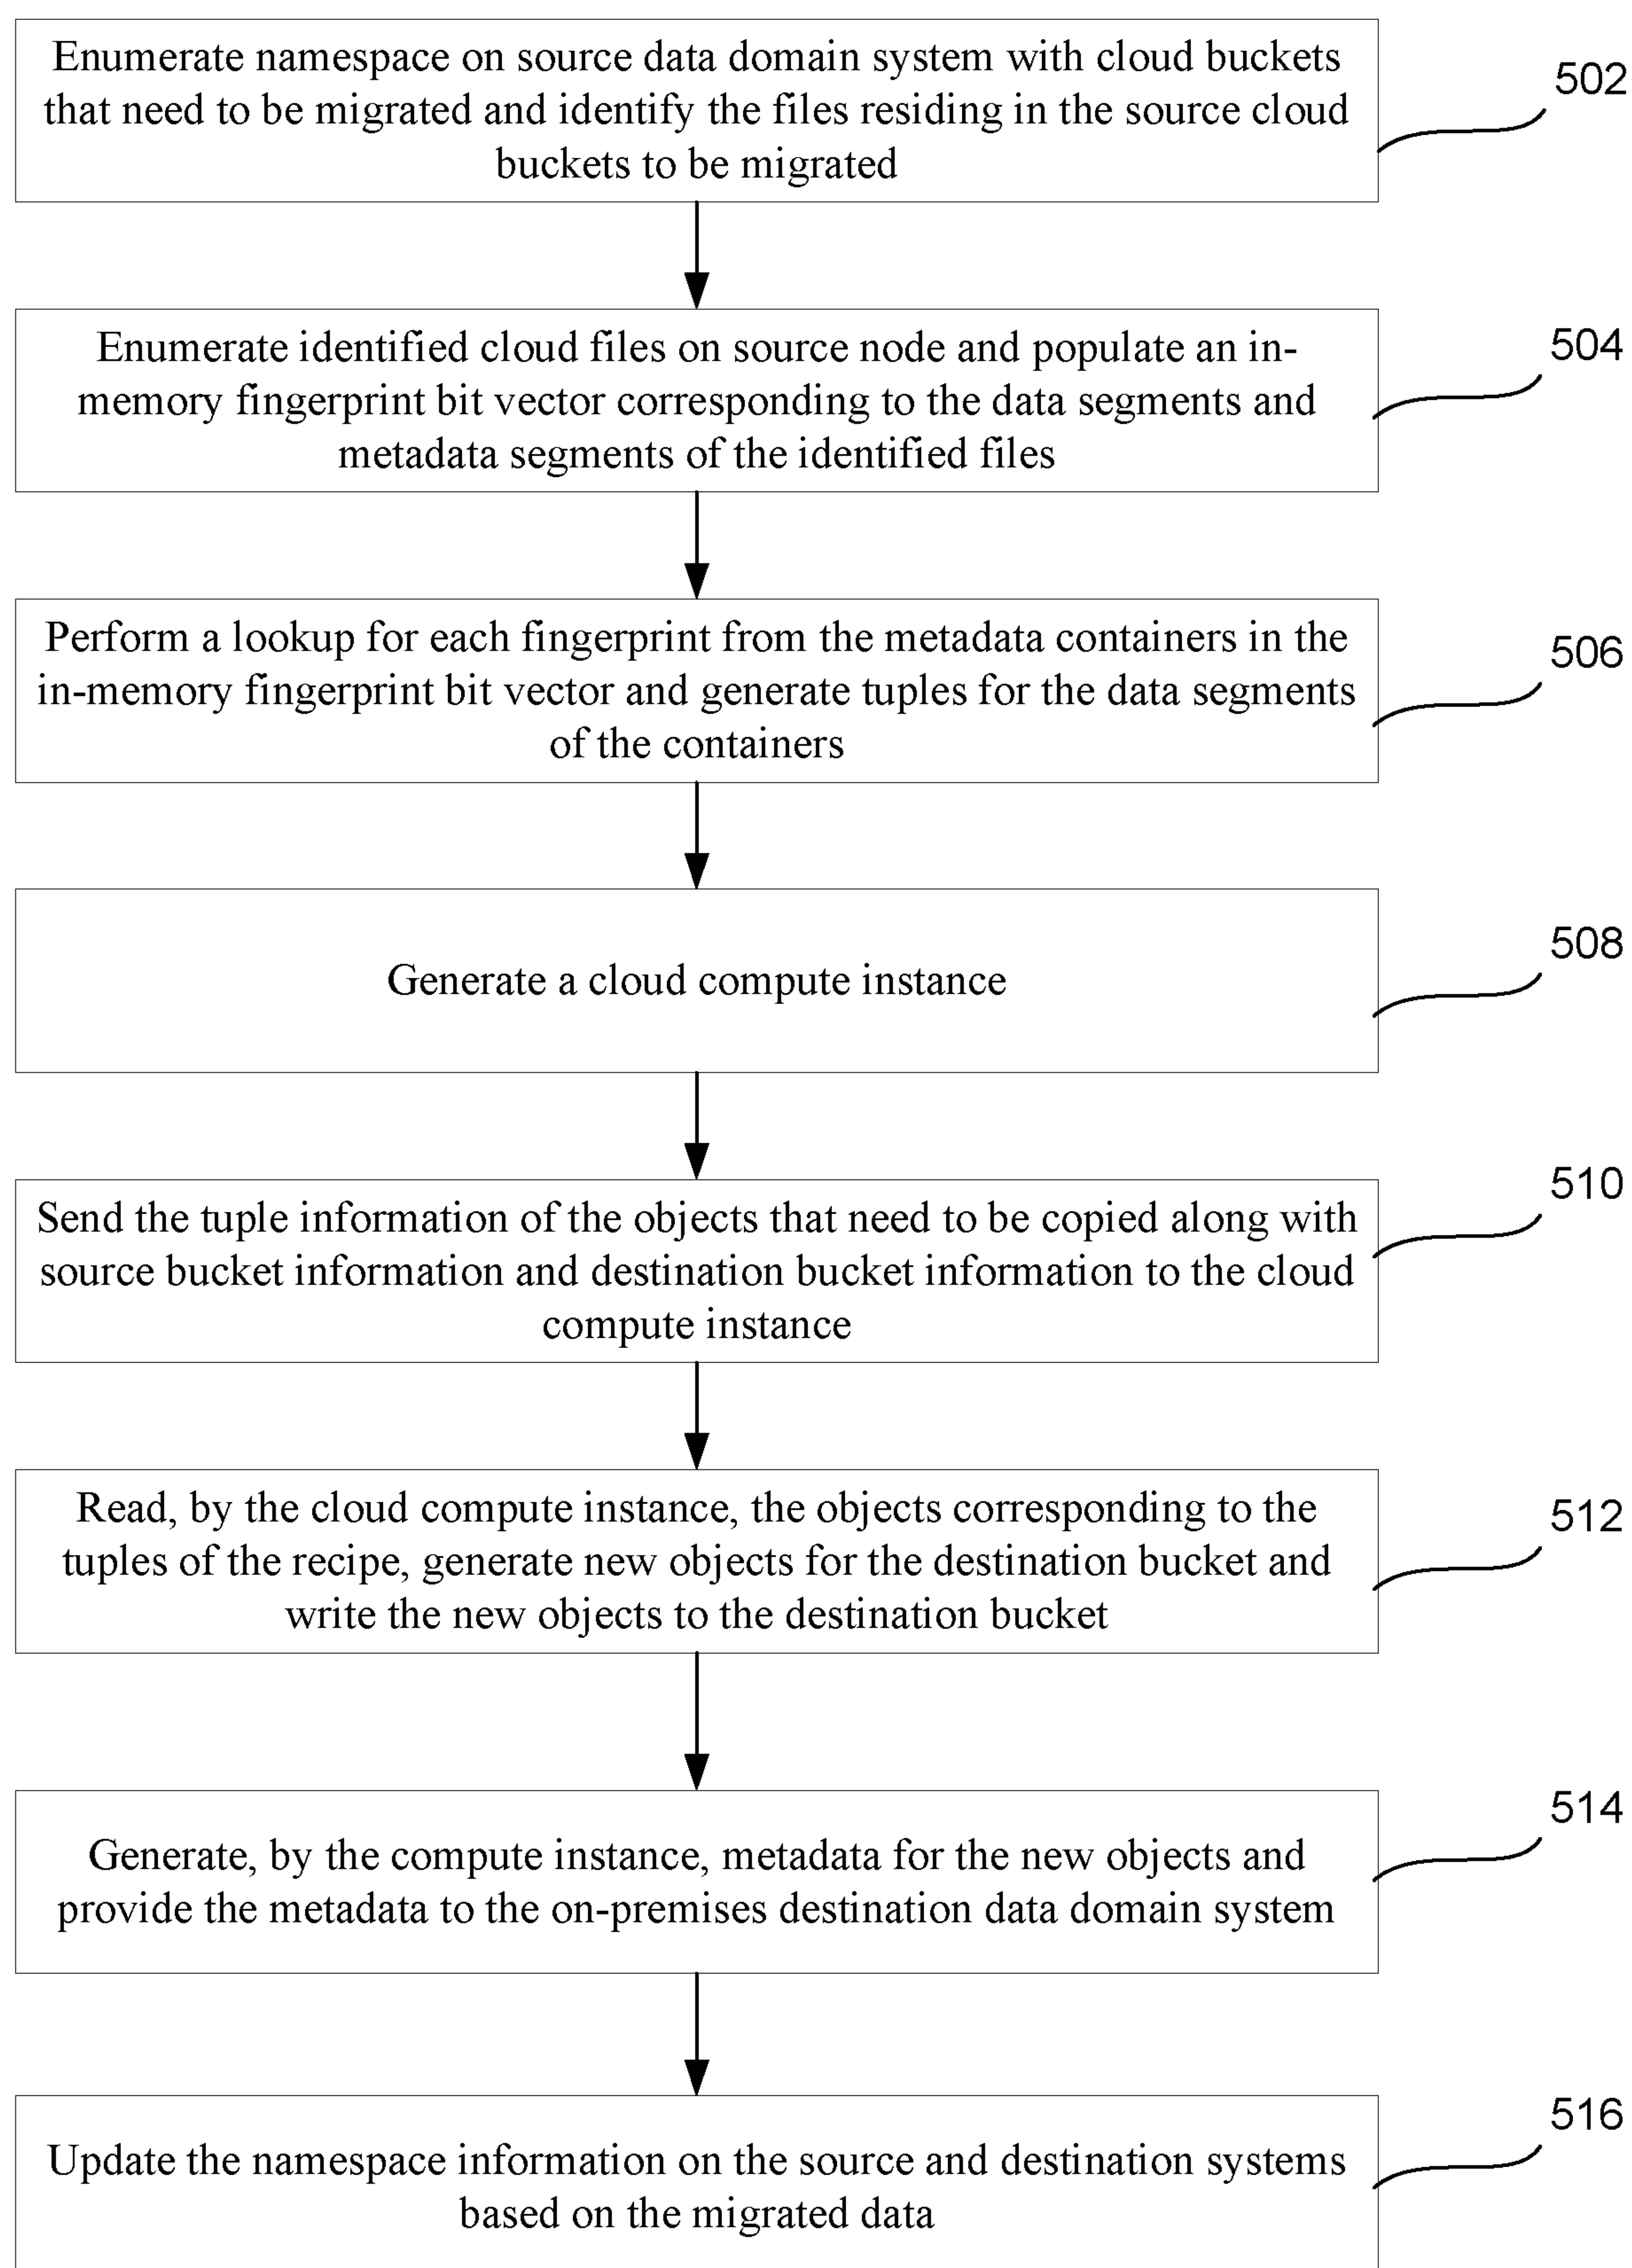 Enumerate namespace on source data domain system with cloud buckets
that need to be migrated and identify the files residing in the source cloud
buckets to be migrated
502
Enumerate identified cloud files on source node and populate an in-
memory fingerprint bit vector corresponding to the data segments and
metadata segments of the identified files
504
Perform a lookup for each fingerprint from the metadata containers in the
in-memory fingerprint bit vector and generate tuples for the data segments
of the containers
506
Generate a cloud compute instance
508
Send the tuple information of the objects that need to be copied along with
source bucket information and destination bucket information to the cloud
compute instance
510
Read, by the cloud compute instance, the objects corresponding to the
tuples of the recipe, generate new objects for the destination bucket and
write the new objects to the destination bucket
512
Generate, by the compute instance, metadata for the new objects and
provide the metadata to the on-premises destination data domain system
514
Update the namespace information on the source and destination systems
based on the migrated data
516